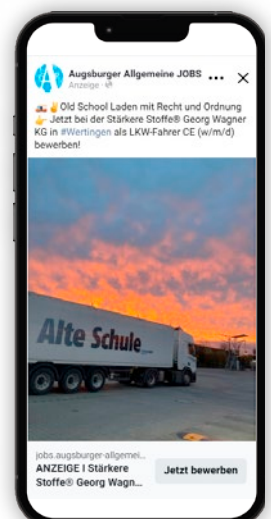 Augsburger Allgemeine JOBS
Anzeige
Old School Laden mit Recht und Ordnung
Jetzt bei der Stärkere Stoffe® Georg Wagner
KG in #Wertingen als LKW-Fahrer CE (w/m/d)
bewerben!
Alte Schule
jobs.augsburger-allgemei...
ANZEIGE I Stärkere
Stoffe® Georg Wagn...
Jetzt bewerben